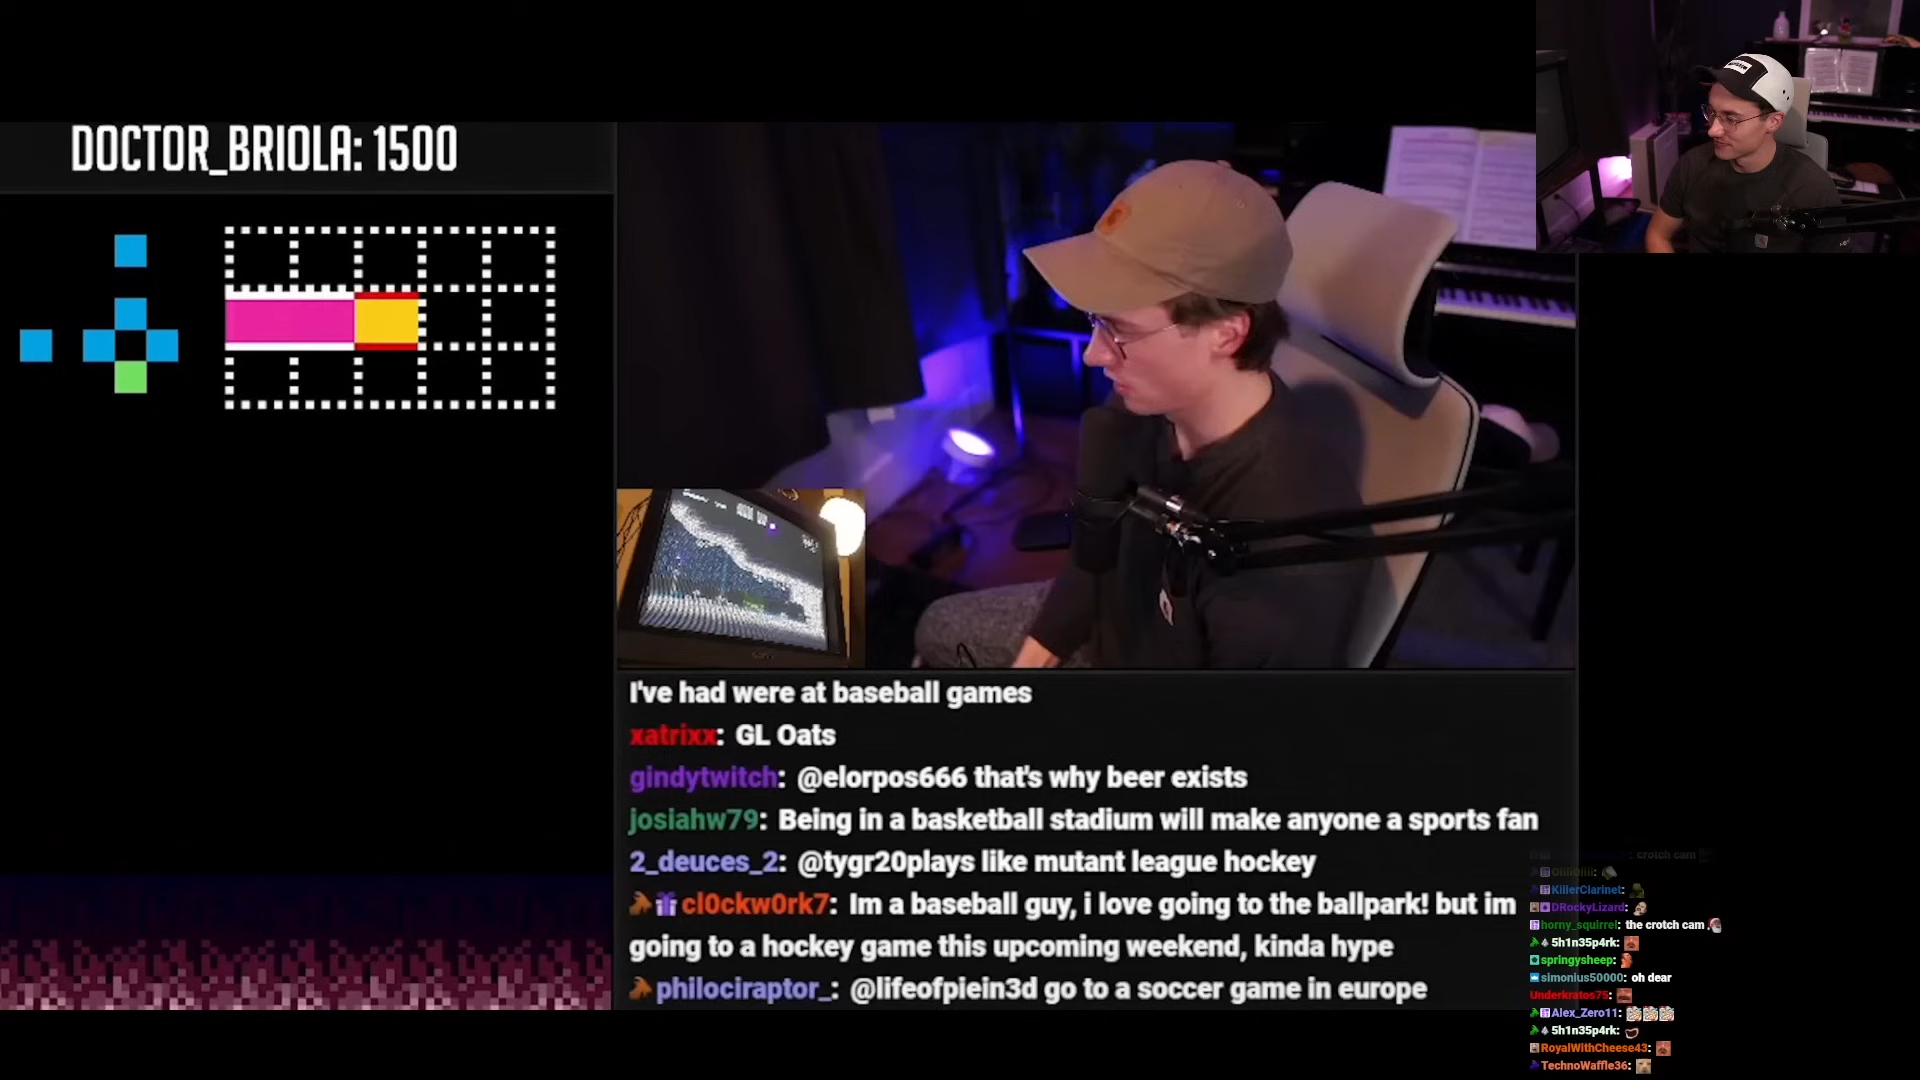 DOCTOR_BRIOLA: 1500
I've had were at baseball games
xatrixx: GL Oats
gindytwitch: @elorpos666 that's why beer exists
josiahw79: Being in a basketball stadium will make anyone a sports fan
2_deuces_2: @tygr20plays like mutant league hockey
cl0ckw0rk7: Im a baseball guy, i love going to the ballpark! but im
going to a hockey game this upcoming weekend, kinda hype
philociraptor_: @lifeofpiein3d go to a soccer game in europe
: crotch cam
KillerClarinet:
DRockyLizard:
horny_squirrel: the crotch cam
5h1n35p4rk:
springysheep:
simonius50000: oh dear
Underkratos75:
Alex_Zero11:
5h1n35p4rk:
RoyalWithCheese43:
TechnoWaffle36: